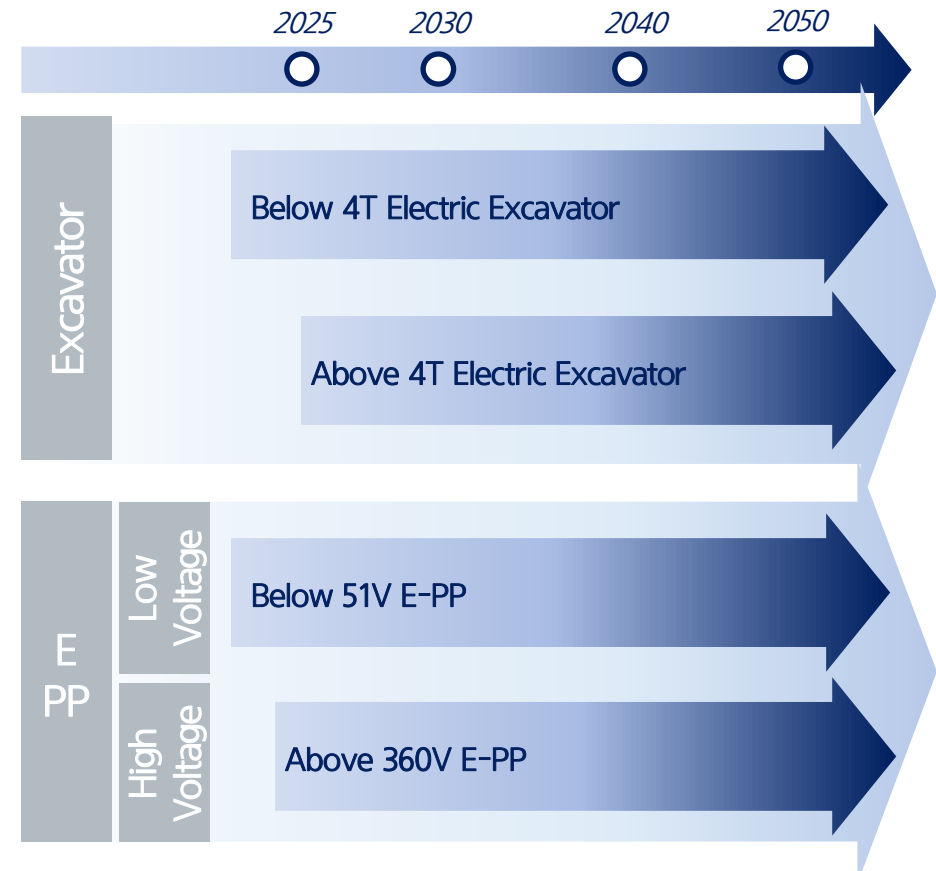 2025 2030 2040 2050
Excavator
Below 4T Electric Excavator
Above 4T Electric Excavator
E
PP
Low
Voltage
Below 51V E-PP
High
Voltage
Above 360V E-PP